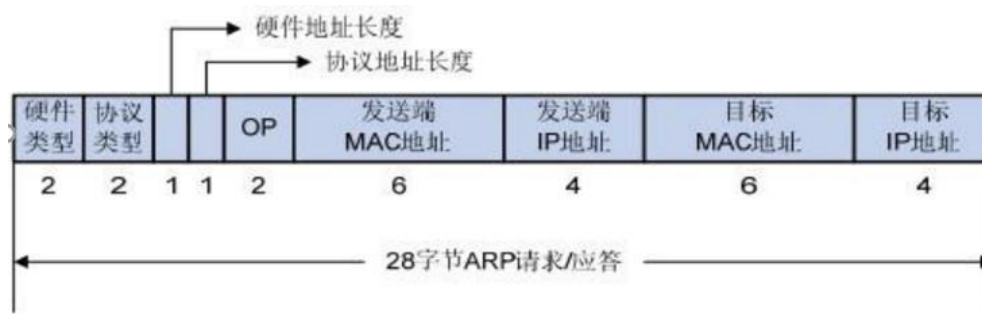 硬件地址长度
协议地址长度
硬件
类型
协议
类型
OP
发送端
MAC地址
发送端
IP地址
目标
MAC地址
目标
IP地址
2 2 1 1 2 6 4 6 4
28字节ARP请求/应答